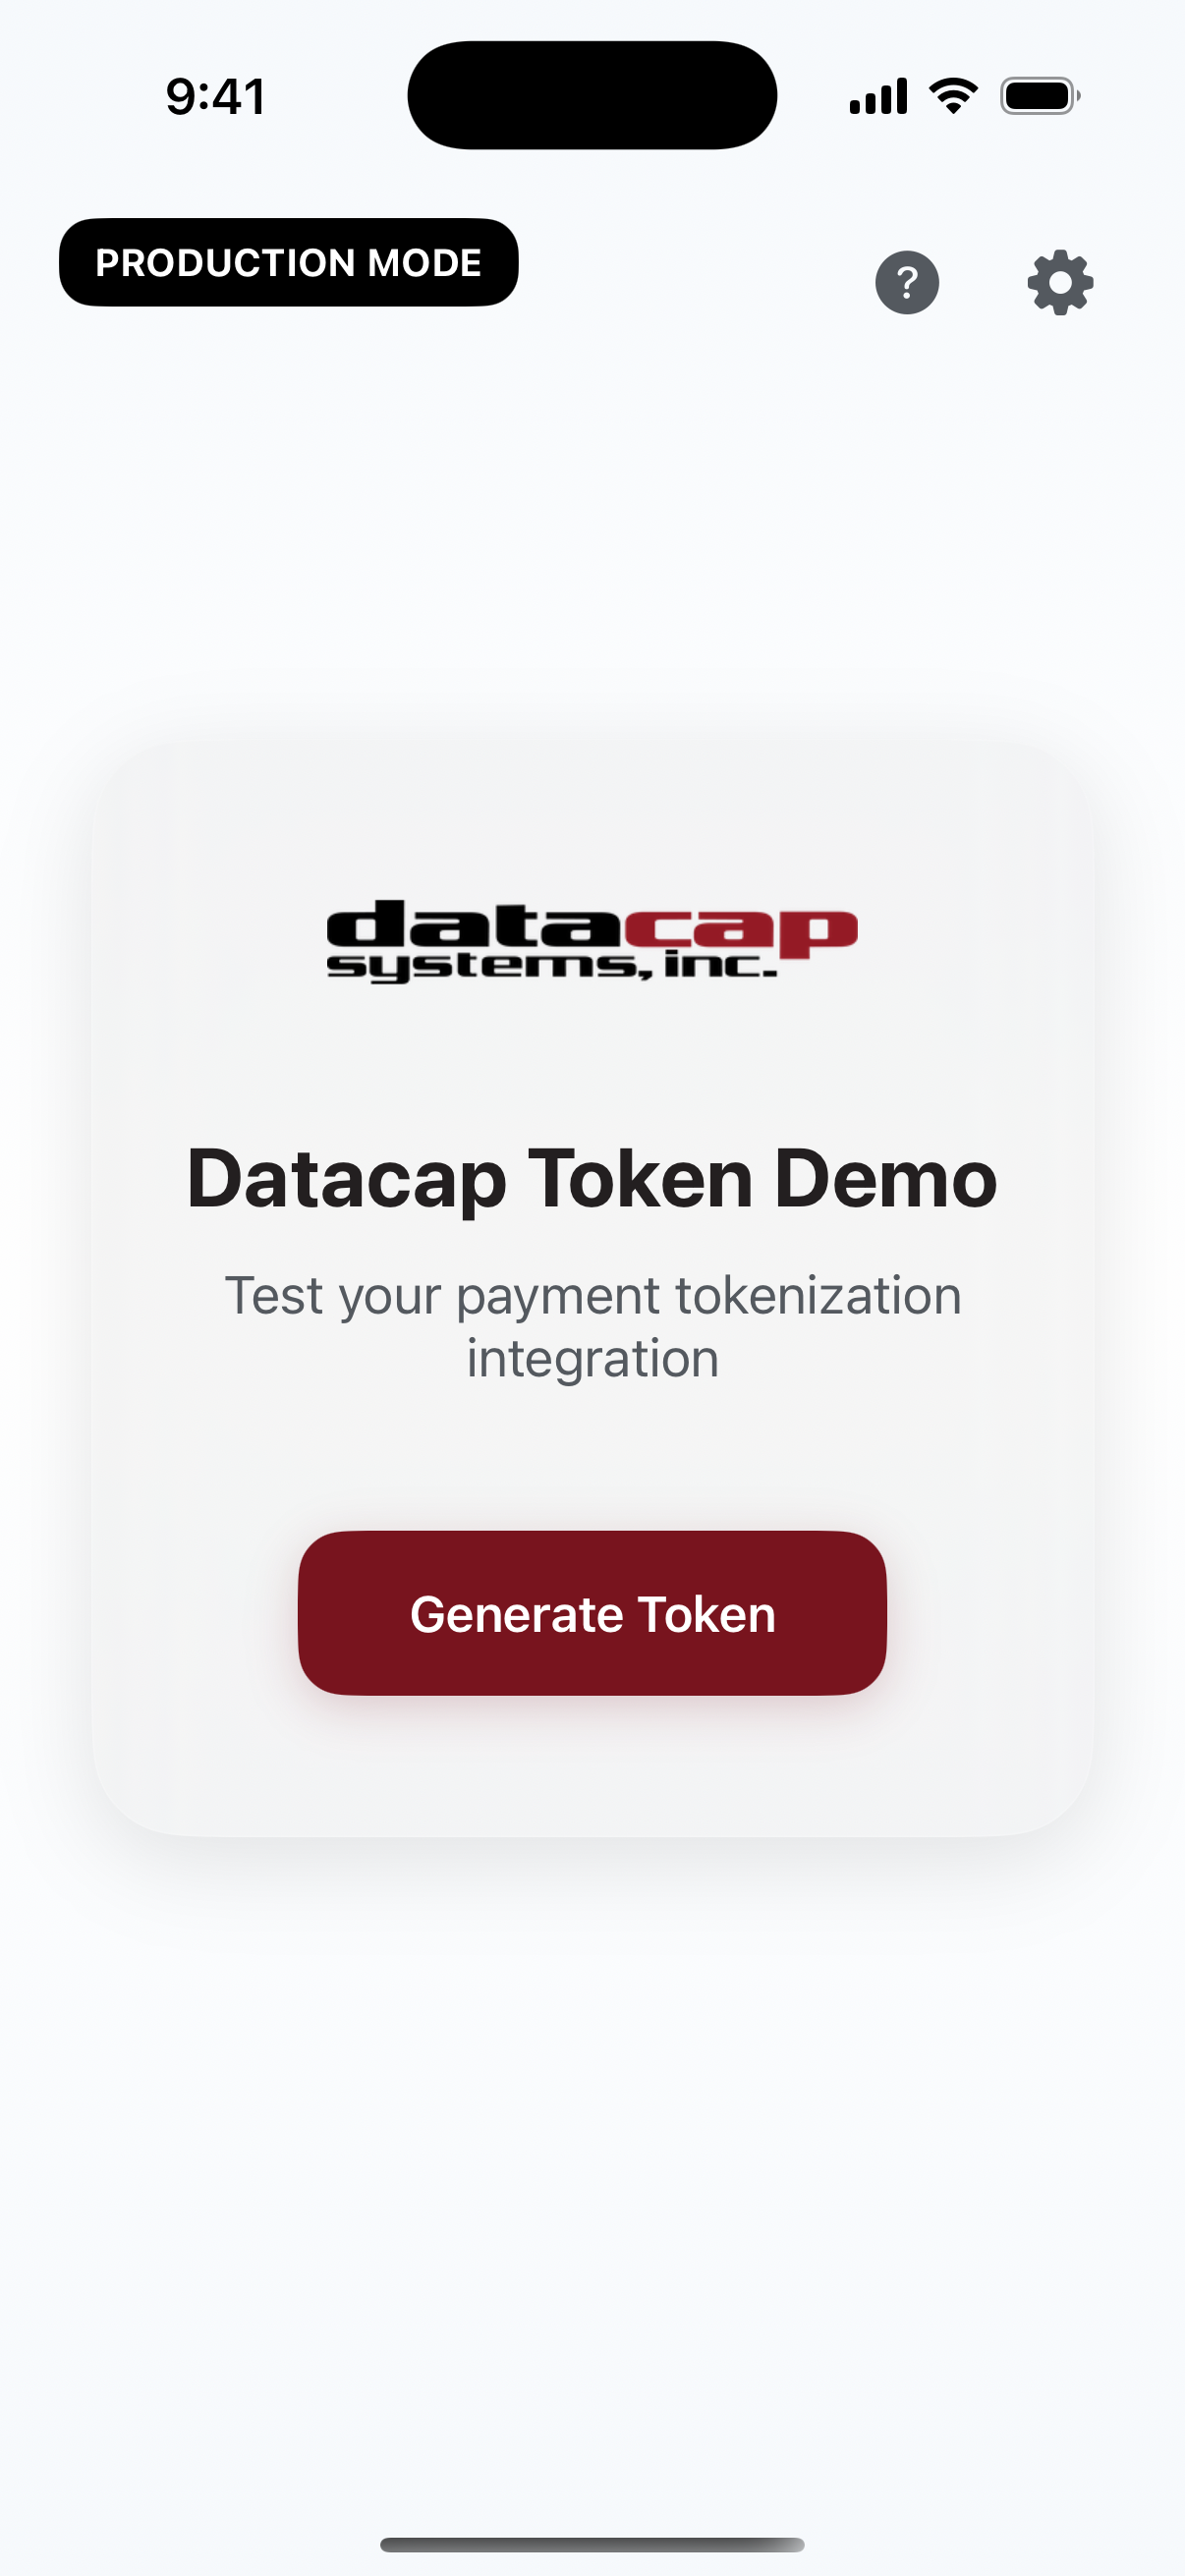 9:41
PRODUCTION MODE
?
datacap
systems, inc.
Datacap Token Demo
Test your payment tokenization
integration
Generate Token